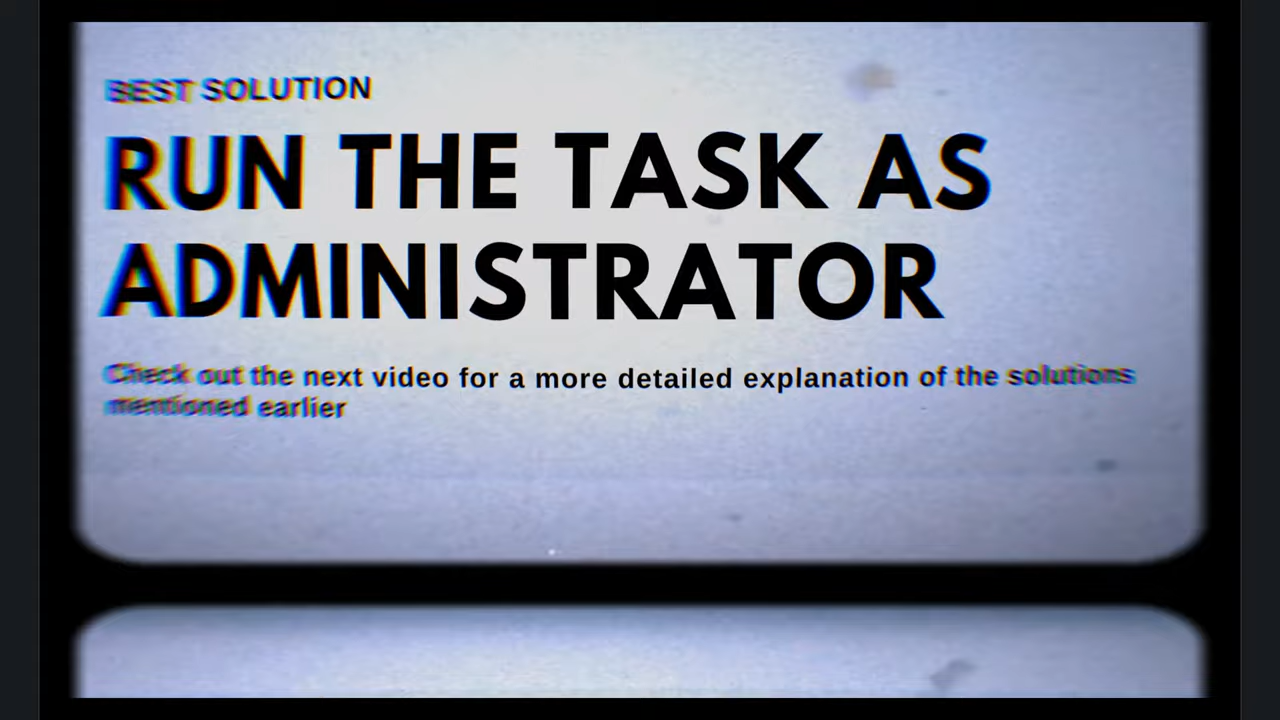 BEST SOLUTION
RUN THE TASK AS
ADMINISTRATOR
Check out the next video for a more detailed explanation of the solutions
mentioned earlier